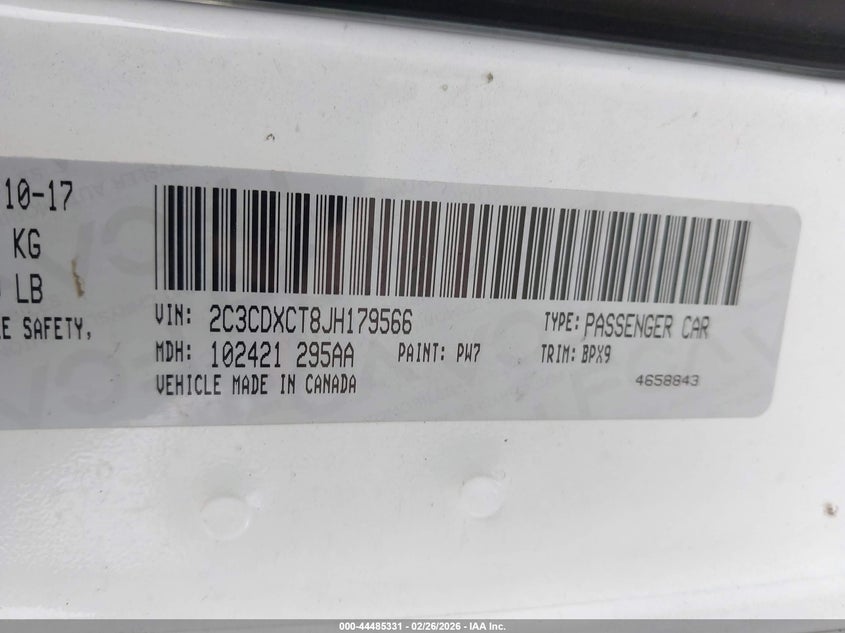 10-17
KG
LB
E SAFETY,
VIN: 2C3CDXCT8JH179566
TYPE: PASSENGER CAR
MDH: 102421 295AA
PAINT: PW7
TRIM: BPX9
VEHICLE MADE IN CANADA
4658843
000-44485331 - 02/26/2026 - IAA Inc.